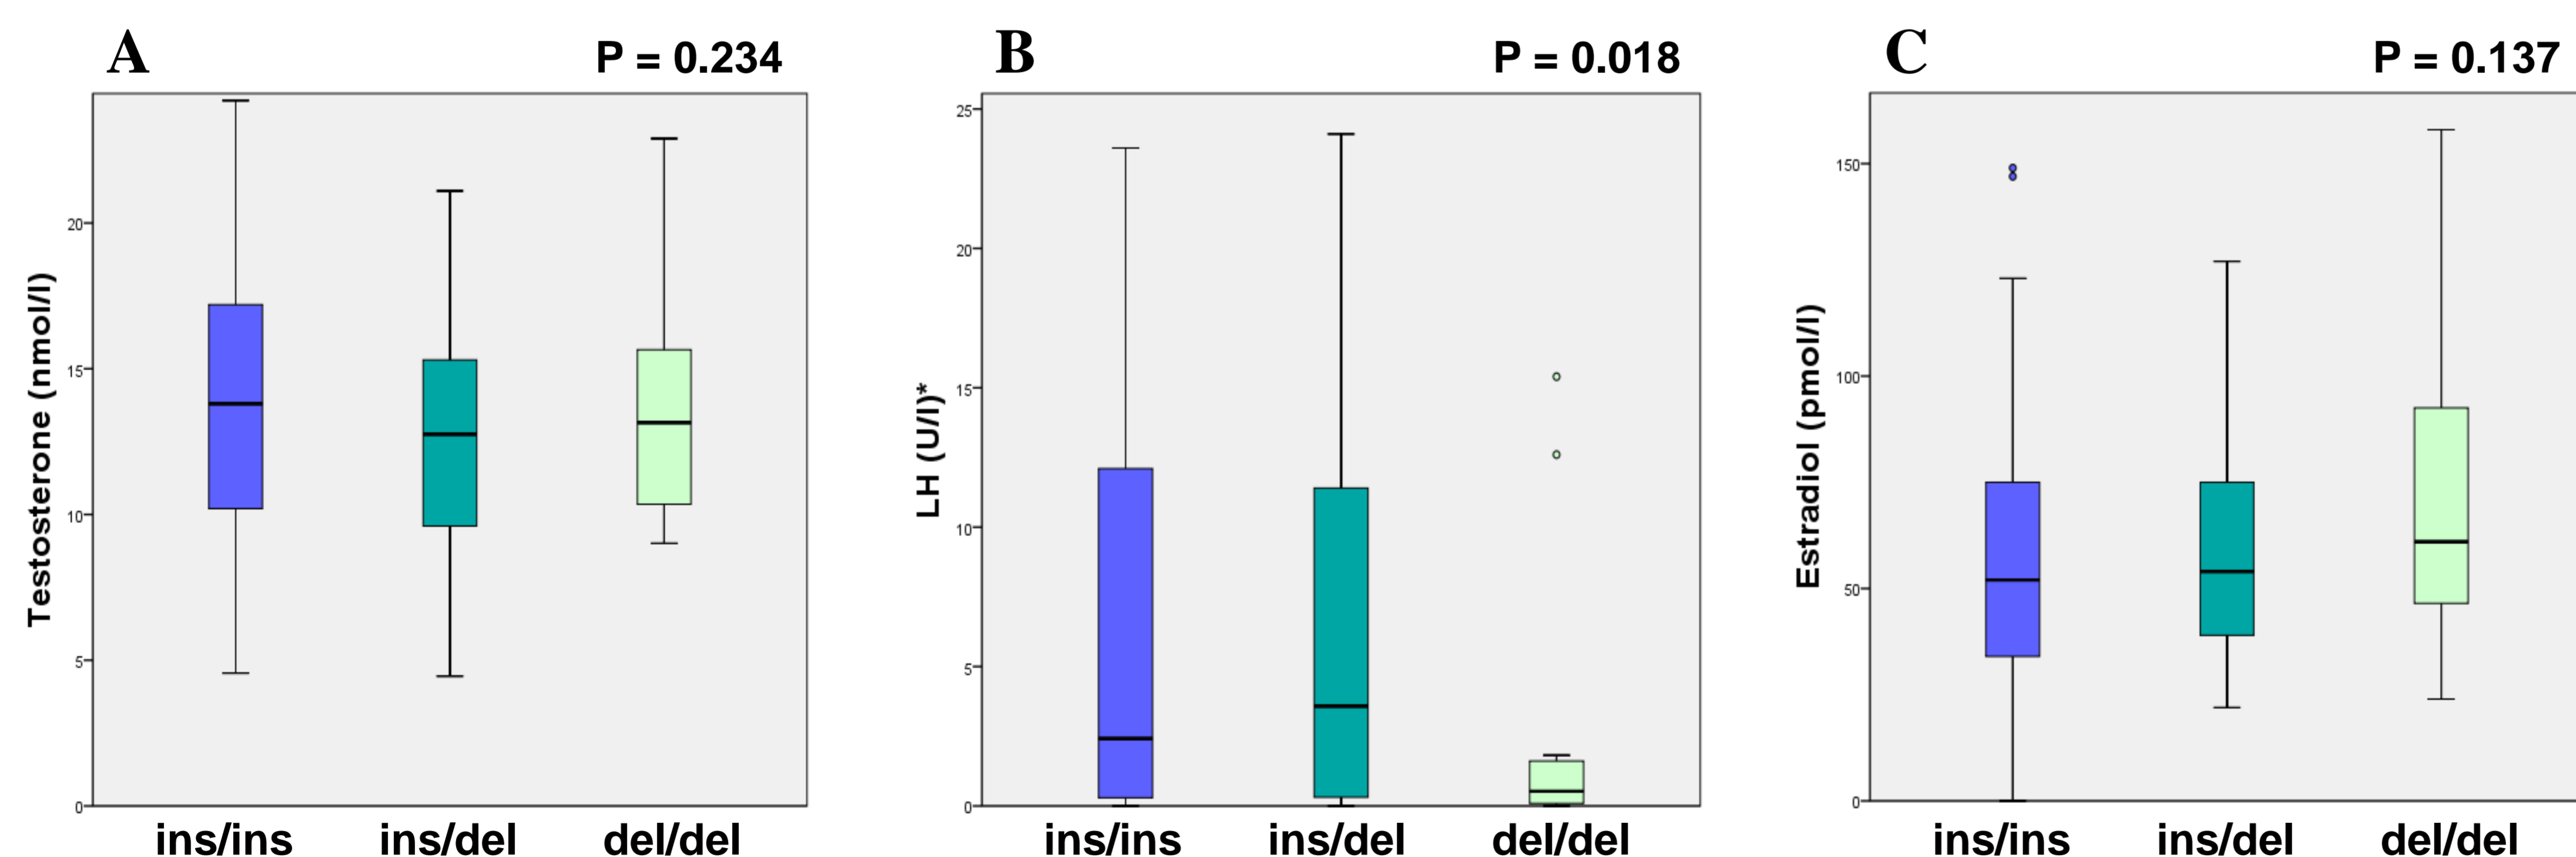 A
P = 0.234
Testosterone (nmol/l)
20
15
10
5
0
ins/ins
ins/del
del/del
B
P = 0.018
LH (U/l)*
25
20
15
10
5
0
ins/ins
ins/del
del/del
C
P = 0.137
Estradiol (pmol/l)
150
100
50
0
ins/ins
ins/del
del/del